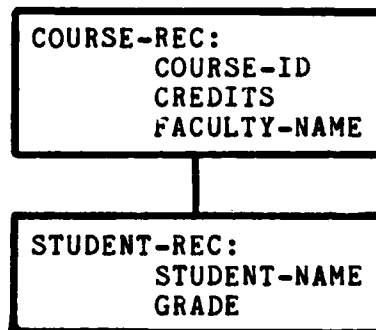 COURSE-REC:
COURSE-ID
CREDITS
FACULTY-NAME
STUDENT-REC:
STUDENT-NAME
GRADE